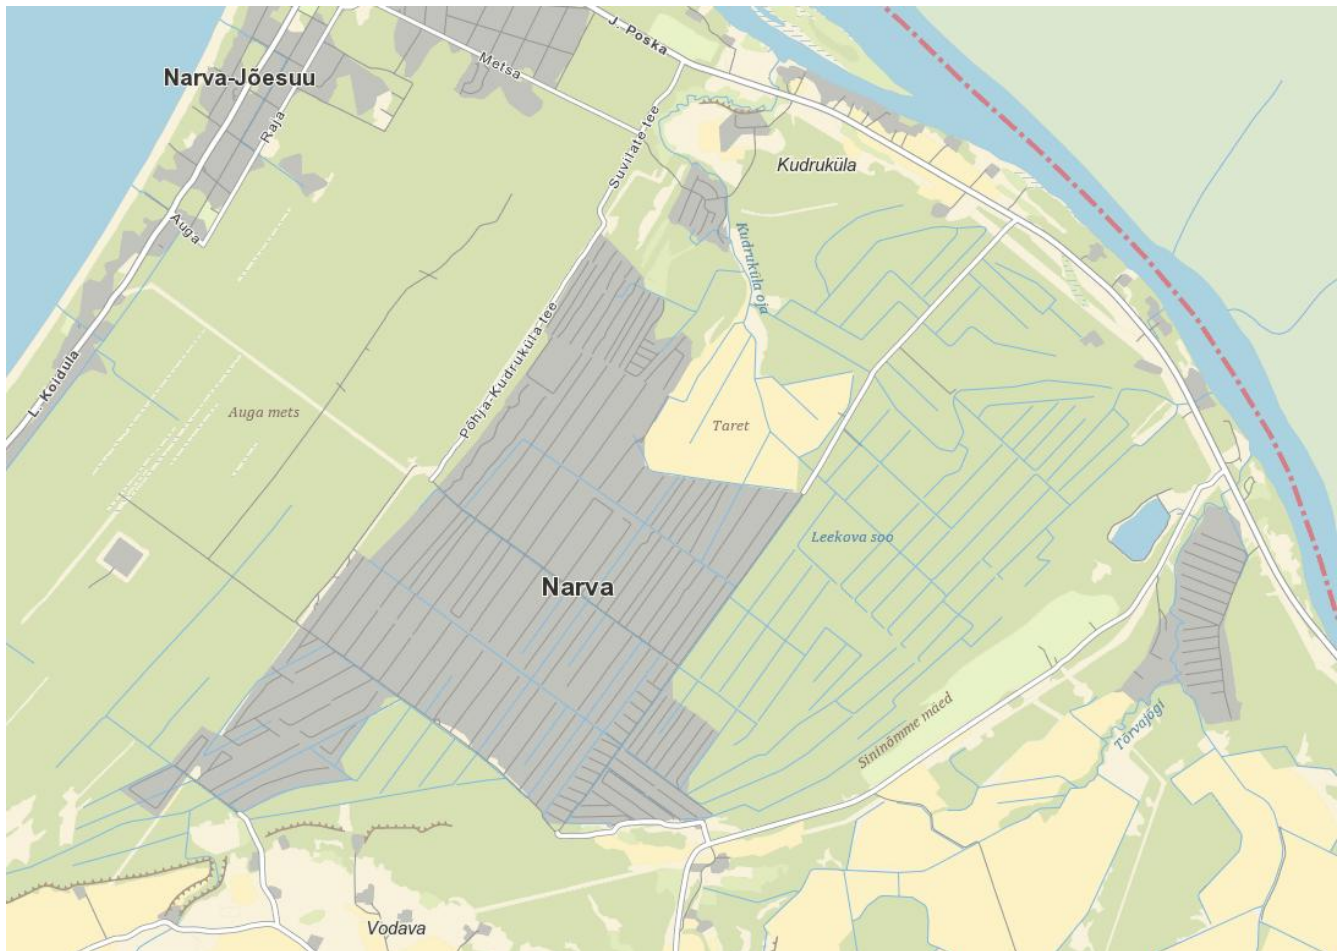 J. Poska
Metsa
Narva-Jõesuu
Raja
Suvilate-tee
Kudruküla
Auga
Kudruküla oja
Põhja-Kudruküla-tee
L. Koidula
Auga mets
Taret
Leekova soo
Narva
Sininõmme mäed
Tõrvajõgi
Vodava